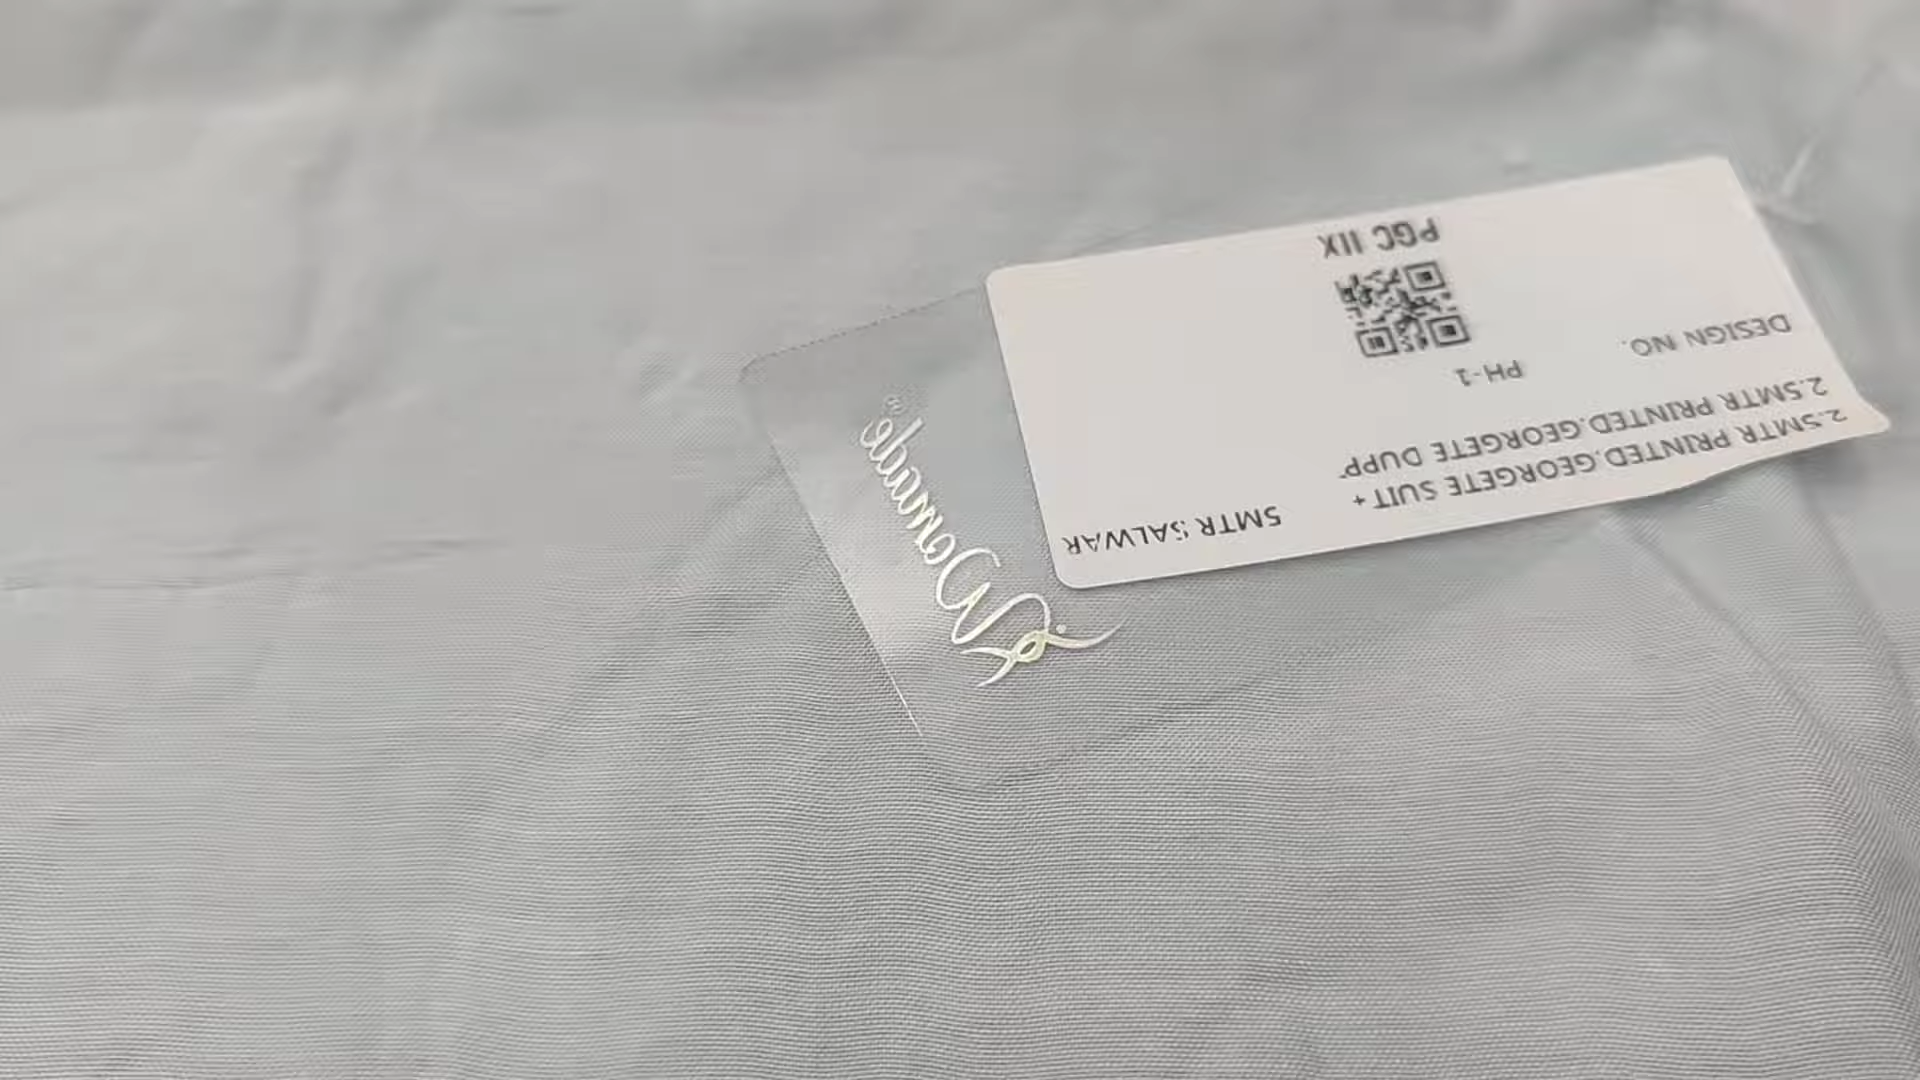 2.5MTR PRINTED.GEORGETE SUIT +
5MTR SALWAR
2.5MTR PRINTED.GEORGETE DUPP
DESIGN NO.
PH-1
PGC IIX